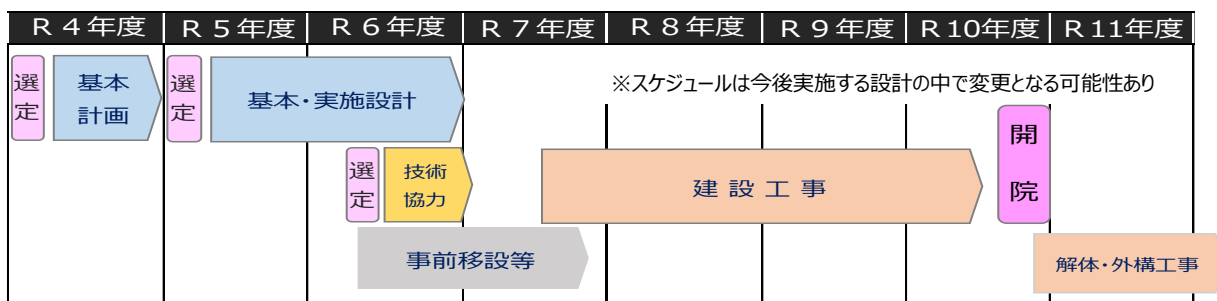 R４年度 R５年度 R６年度 R７年度 R８年度 R９年度 R10年度 R11年度
※スケジュールは今後実施する設計の中で変更となる可能性あり
選定
基本
計画
選定
基本・実施設計
選定
技術
協力
建設工事
開院
事前移設等
解体・外構工事